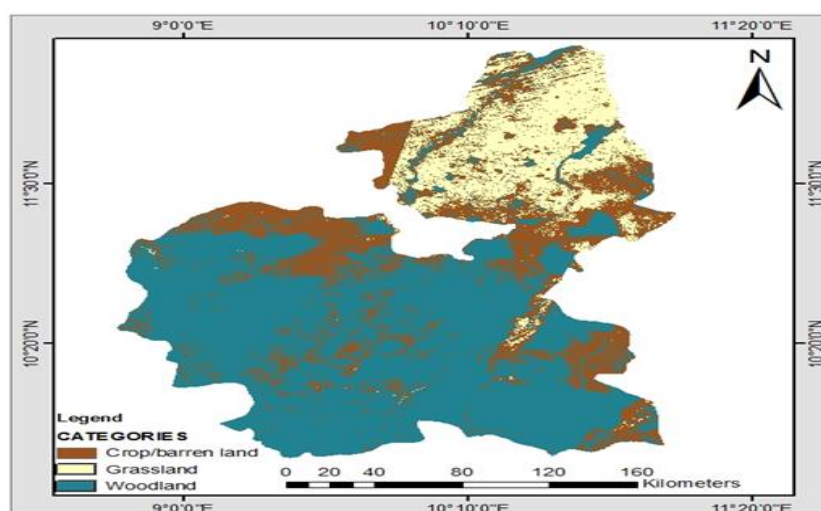 9°0'0"E 10°10'0"E 11°20'0"E
N
11°30'0"N 11°30'0"N
10°20'0"N 10°20'0"N
Legend
CATEGORIES
Crop/barren land
Grassland
Woodland
0 20 40 80 120 160
Kilometers
9°0'0"E 10°10'0"E 11°20'0"E